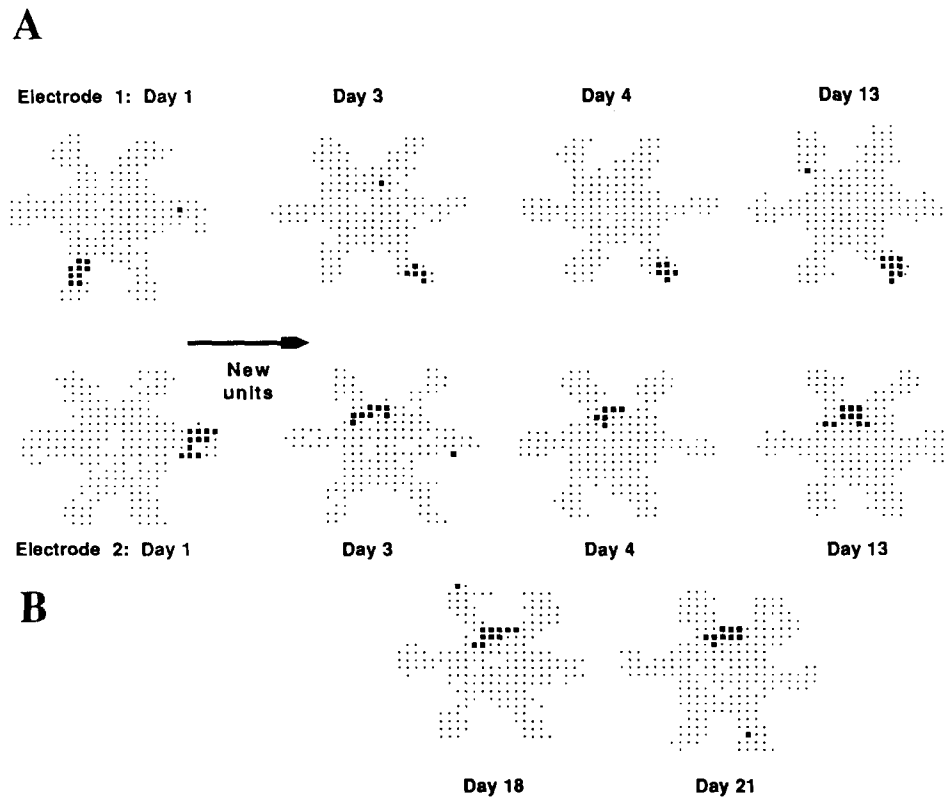 A
Electrode 1: Day 1 Day 3 Day 4 Day 13
New
units
Electrode 2: Day 1 Day 3 Day 4 Day 13
B
Day 18 Day 21